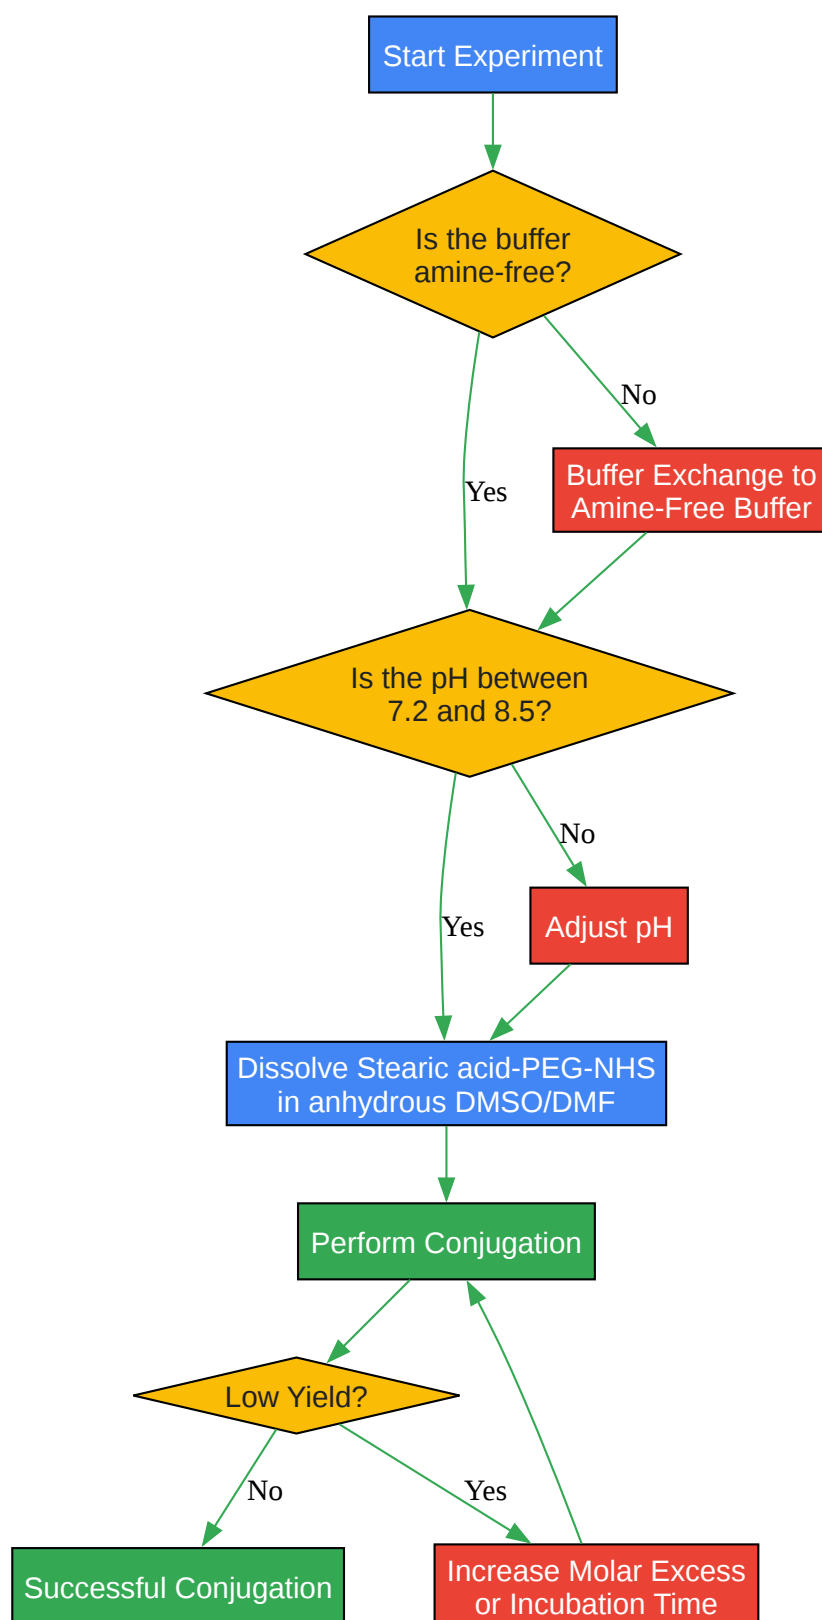 Start Experiment
Is the buffer
amine-free?
No
Yes
Buffer Exchange to
Amine-Free Buffer
Is the pH between
7.2 and 8.5?
No
Yes
Adjust pH
Dissolve Stearic acid-PEG-NHS
in anhydrous DMSO/DMF
Perform Conjugation
Low Yield?
No
Yes
Successful Conjugation
Increase Molar Excess
or Incubation Time